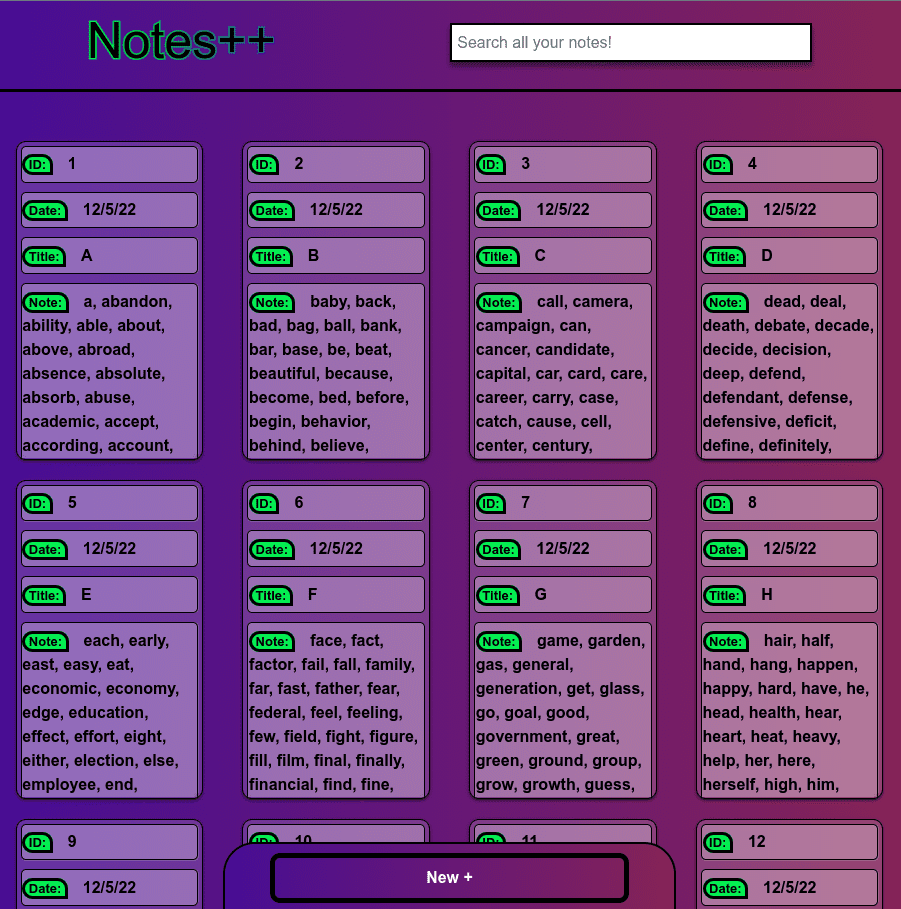 Notes++
Search all your notes!
ID: 1
Date: 12/5/22
Title: A
Note: a, abandon,
ability, able, about,
above, abroad,
absence, absolute,
absorb, abuse,
academic, accept,
according, account,
ID: 2
Date: 12/5/22
Title: B
Note: baby, back,
bad, bag, ball, bank,
bar, base, be, beat,
beautiful, because,
become, bed, before,
begin, behavior,
behind, believe,
ID: 3
Date: 12/5/22
Title: C
Note: call, camera,
campaign, can,
cancer, candidate,
capital, car, card, care,
career, carry, case,
catch, cause, cell,
center, century,
ID: 4
Date: 12/5/22
Title: D
Note: dead, deal,
death, debate, decade,
decide, decision,
deep, defend,
defendant, defense,
defensive, deficit,
define, definitely,
ID: 5
Date: 12/5/22
Title: E
Note: each, early,
east, easy, eat,
economic, economy,
edge, education,
effect, effort, eight,
either, election, else,
employee, end,
ID: 6
Date: 12/5/22
Title: F
Note: face, fact,
factor, fail, fall, family,
far, fast, father, fear,
federal, feel, feeling,
few, field, fight, figure,
fill, film, final, finally,
financial, find, fine,
ID: 7
Date: 12/5/22
Title: G
Note: game, garden,
gas, general,
generation, get, glass,
go, goal, good,
government, great,
green, ground, group,
grow, growth, guess,
ID: 8
Date: 12/5/22
Title: H
Note: hair, half,
hand, hang, happen,
happy, hard, have, he,
head, health, hear,
heart, heat, heavy,
help, her, here,
herself, high, him,
ID: 9
Date: 12/5/22
ID: 10
ID: 11
ID: 12
Date: 12/5/22
New +